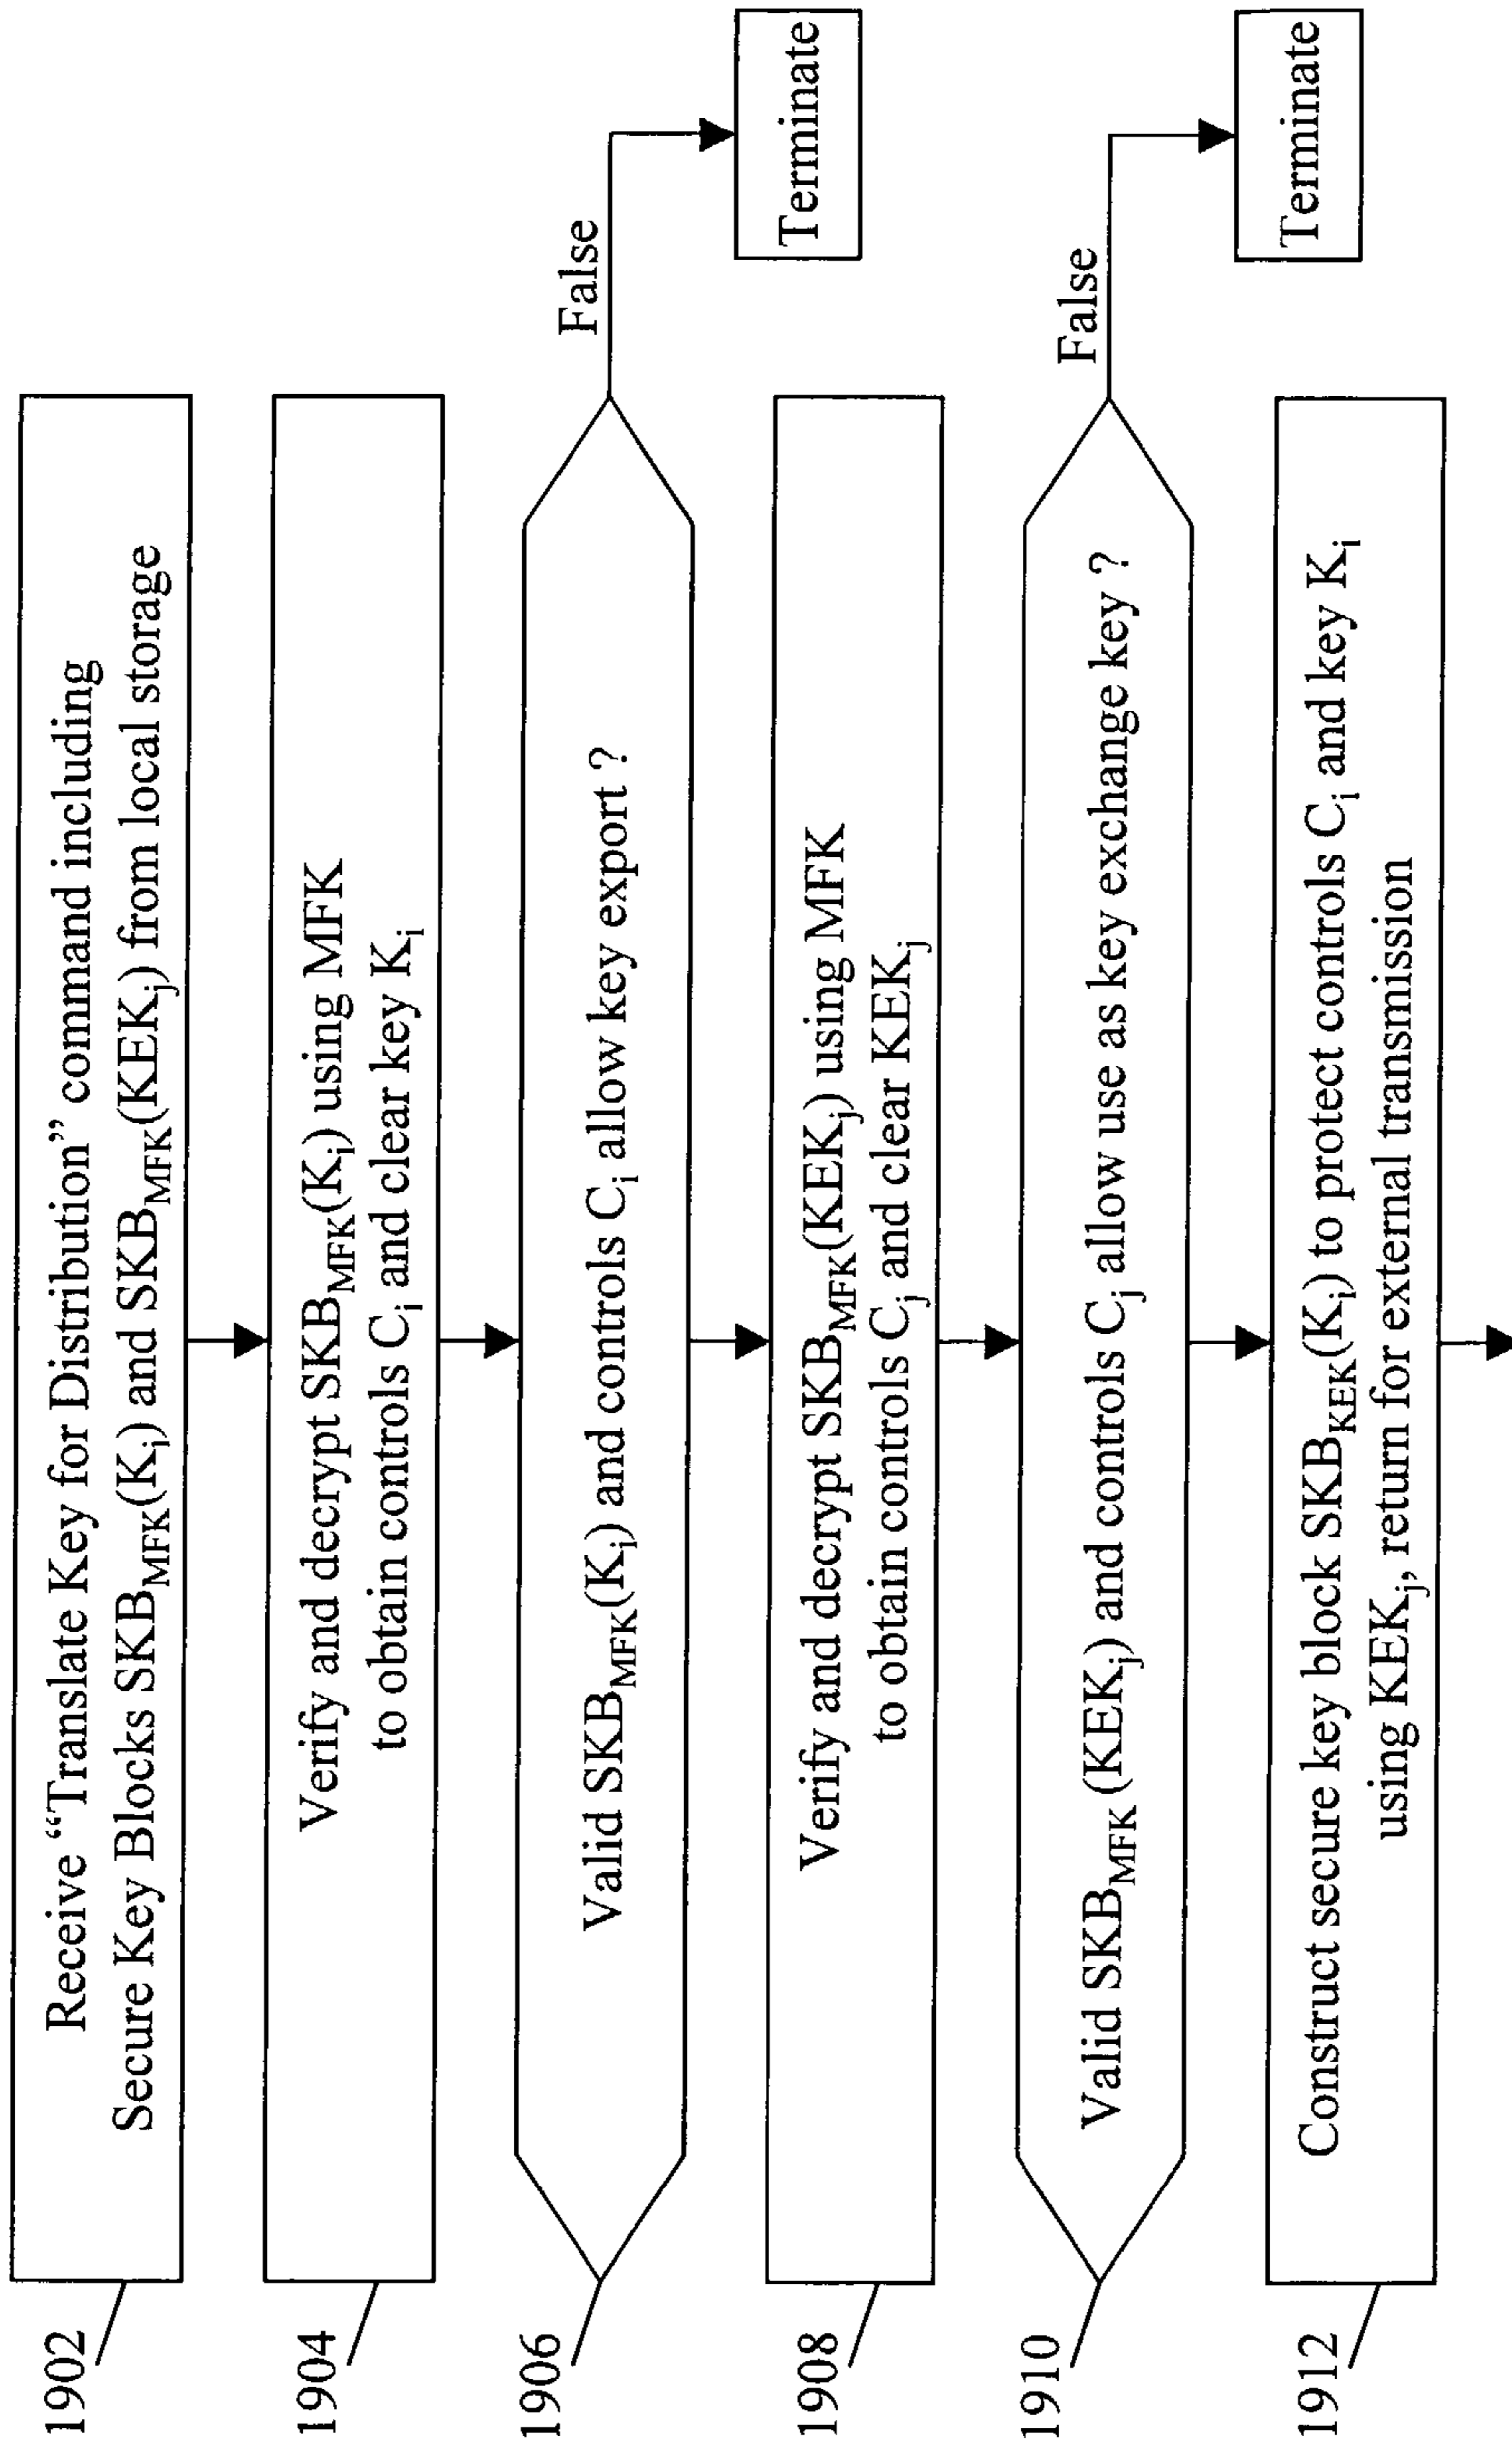 1902
Receive “Translate Key for Distribution” command including
Secure Key Blocks SKB_MFK(K_i) and SKB_MFK(KEK_j) from local storage
1904
Verify and decrypt SKB_MFK(K_i) using MFK
to obtain controls C_i and clear key K_i
1906
Valid SKB_MFK(K_i) and controls C_i allow key export ?
False
Terminate
1908
Verify and decrypt SKB_MFK(KEK_j) using MFK
to obtain controls C_j and clear KEK_j
1910
Valid SKB_MFK (KEK_j) and controls C_j allow use as key exchange key ?
False
Terminate
1912
Construct secure key block SKB_KEK(K_i) to protect controls C_i and key K_i
using KEK_j, return for external transmission